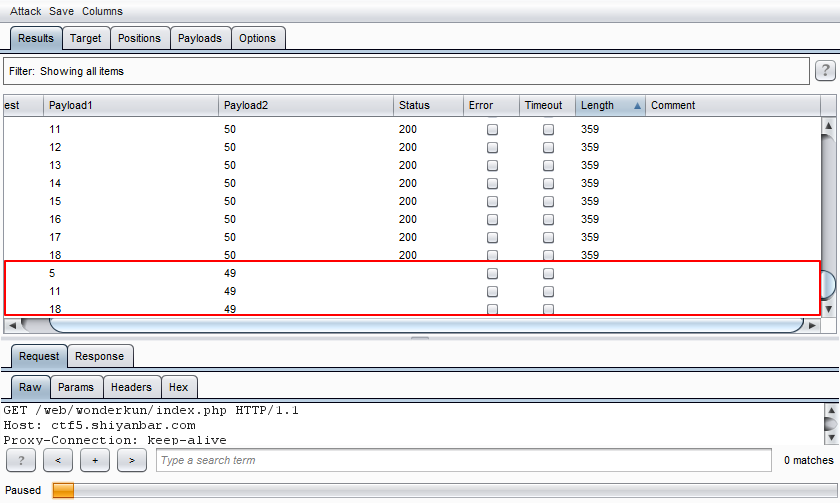 Attack Save Columns
Results Target Positions Payloads Options
Filter: Showing all items ?
est Payload1 Payload2 Status Error Timeout Length Comment
11 50 200 359
12 50 200 359
13 50 200 359
14 50 200 359
15 50 200 359
16 50 200 359
17 50 200 359
18 50 200 359
5 49
11 49
18 49
Request Response
Raw Params Headers Hex
GET /web/wonderkun/index.php HTTP/1.1
Host: ctf5.shiyanbar.com
Proxy-Connection: keep-alive
? < + > Type a search term 0 matches
Paused